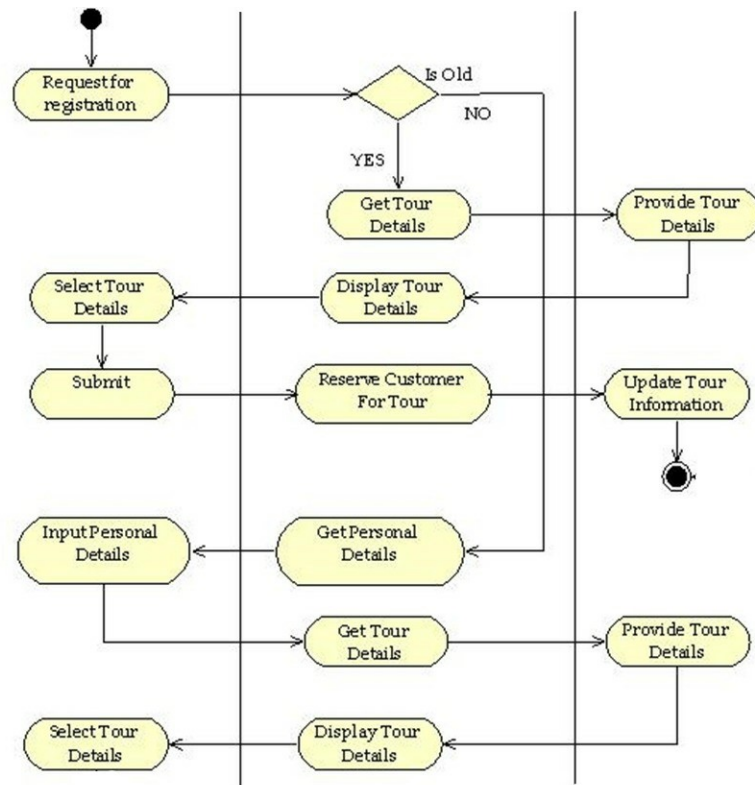 Request for
registration
Is Old
NO
YES
Get Tour
Details
Provide Tour
Details
Select Tour
Details
Display Tour
Details
Submit
Reserve Customer
For Tour
Update Tour
Information
Input Personal
Details
Get Personal
Details
Get Tour
Details
Provide Tour
Details
Select Tour
Details
Display Tour
Details